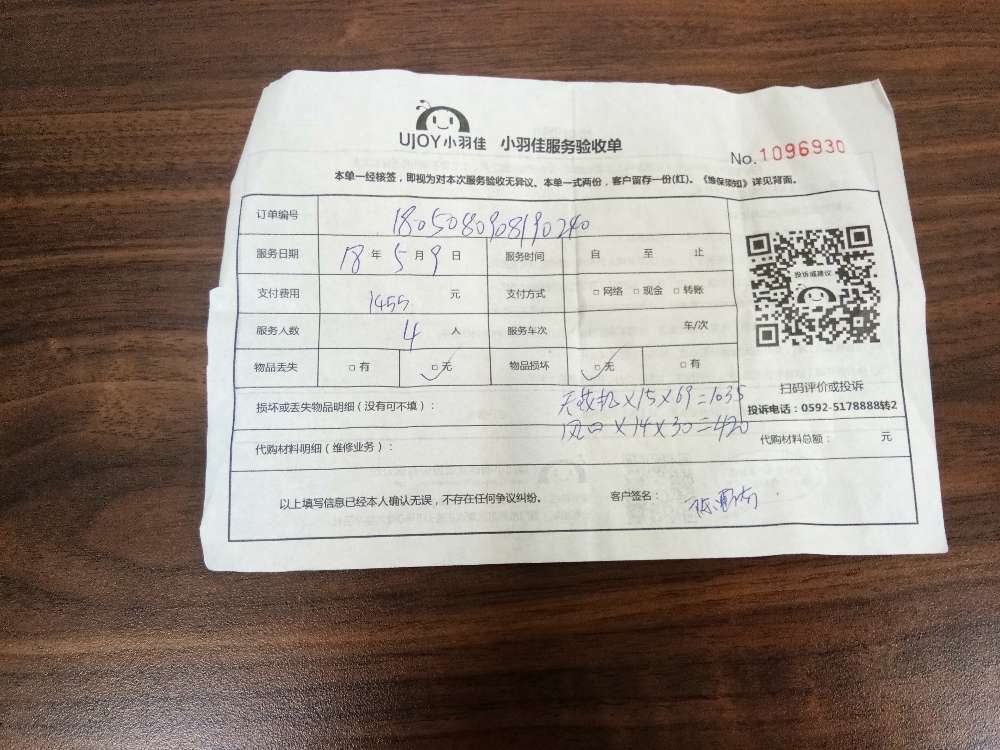 UJOY小羽佳 小羽佳服务验收单
No.1096930
本单一经核签，即视为对本次服务验收无异议。本单一式两份，客户留存一份(红)。《维保须知》详见背面。
订单编号 1805080908190240
服务日期 18 年 5 月 9 日 服务时间 自 至 止
支付费用 1455 元 支付方式 □ 网络 □ 现金 □ 转账
服务人数 4 人 服务车次 车/次
物品丢失 □ 有 □ 无 物品损坏 □ 无 □ 有
投诉或建议
扫码评价或投诉
投诉电话：0592-5178888转2
损坏或丢失物品明细（没有可不填）：
×15×69=1035
风口×14×30=420
代购材料明细（维修业务）： 代购材料总额： 元
以上填写信息已经本人确认无误，不存在任何争议纠纷。 客户签名：